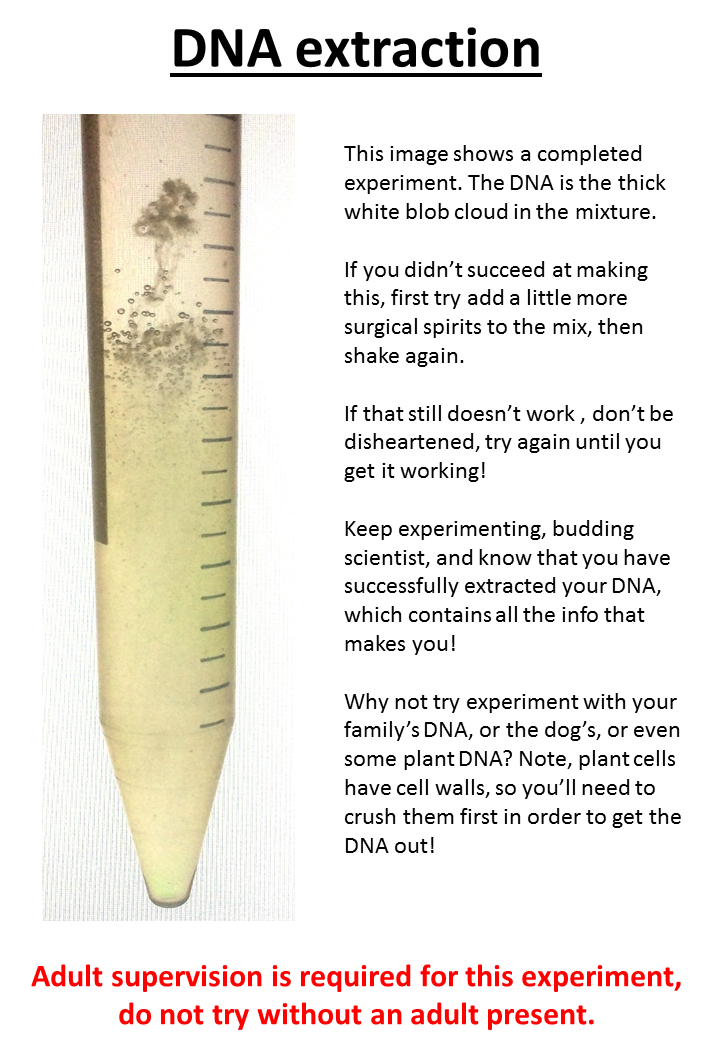 DNA extraction
This image shows a completed
experiment. The DNA is the thick
white blob cloud in the mixture.
If you didn’t succeed at making
this, first try add a little more
surgical spirits to the mix, then
shake again.
If that still doesn’t work , don’t be
disheartened, try again until you
get it working!
Keep experimenting, budding
scientist, and know that you have
successfully extracted your DNA,
which contains all the info that
makes you!
Why not try experiment with your
family’s DNA, or the dog’s, or even
some plant DNA? Note, plant cells
have cell walls, so you’ll need to
crush them first in order to get the
DNA out!
Adult supervision is required for this experiment,
do not try without an adult present.